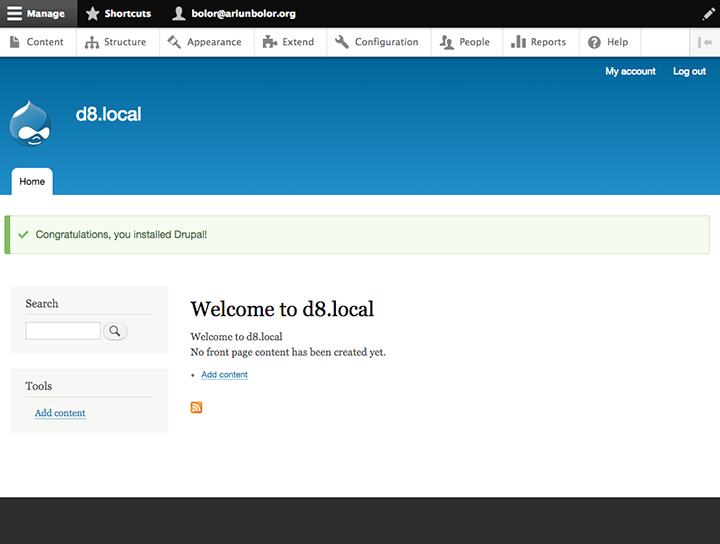 Manage Shortcuts bolor@ariunbolor.org
Content Structure Appearance Extend Configuration People Reports Help
My account Log out
d8.local
Home
Congratulations, you installed Drupal!
Search
Tools
Add content
Welcome to d8.local
Welcome to d8.local
No front page content has been created yet.
Add content